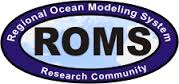 Regional Ocean Modeling System
ROMS
Research Community